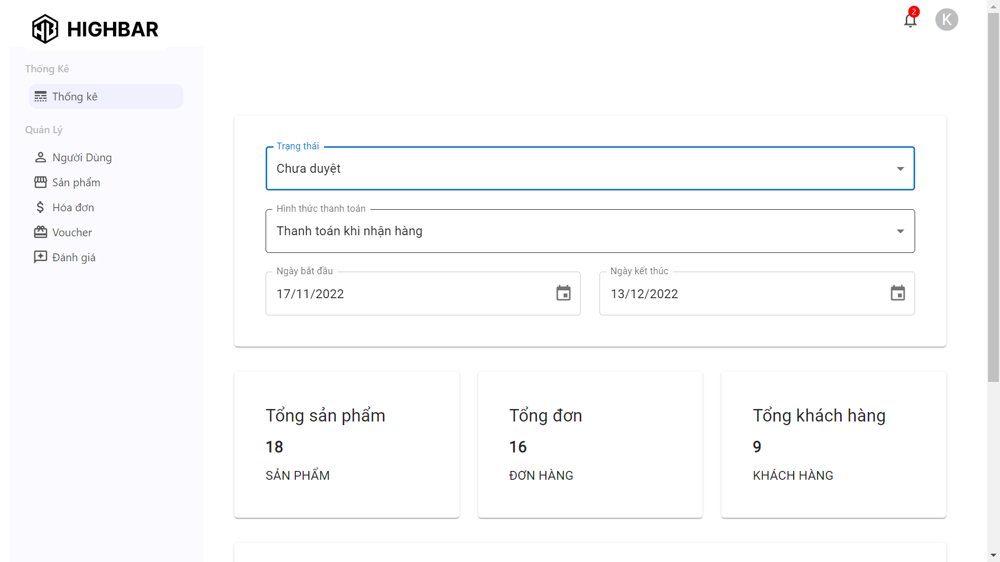 HIGHBAR
2
K
Thống Kê
Thống kê
Quản Lý
Người Dùng
Sản phẩm
Hóa đơn
Voucher
Đánh giá
Trạng thái
Chưa duyệt
Hình thức thanh toán
Thanh toán khi nhận hàng
Ngày bắt đầu
17/11/2022
Ngày kết thúc
13/12/2022
Tổng sản phẩm
18
SẢN PHẨM
Tổng đơn
16
ĐƠN HÀNG
Tổng khách hàng
9
KHÁCH HÀNG